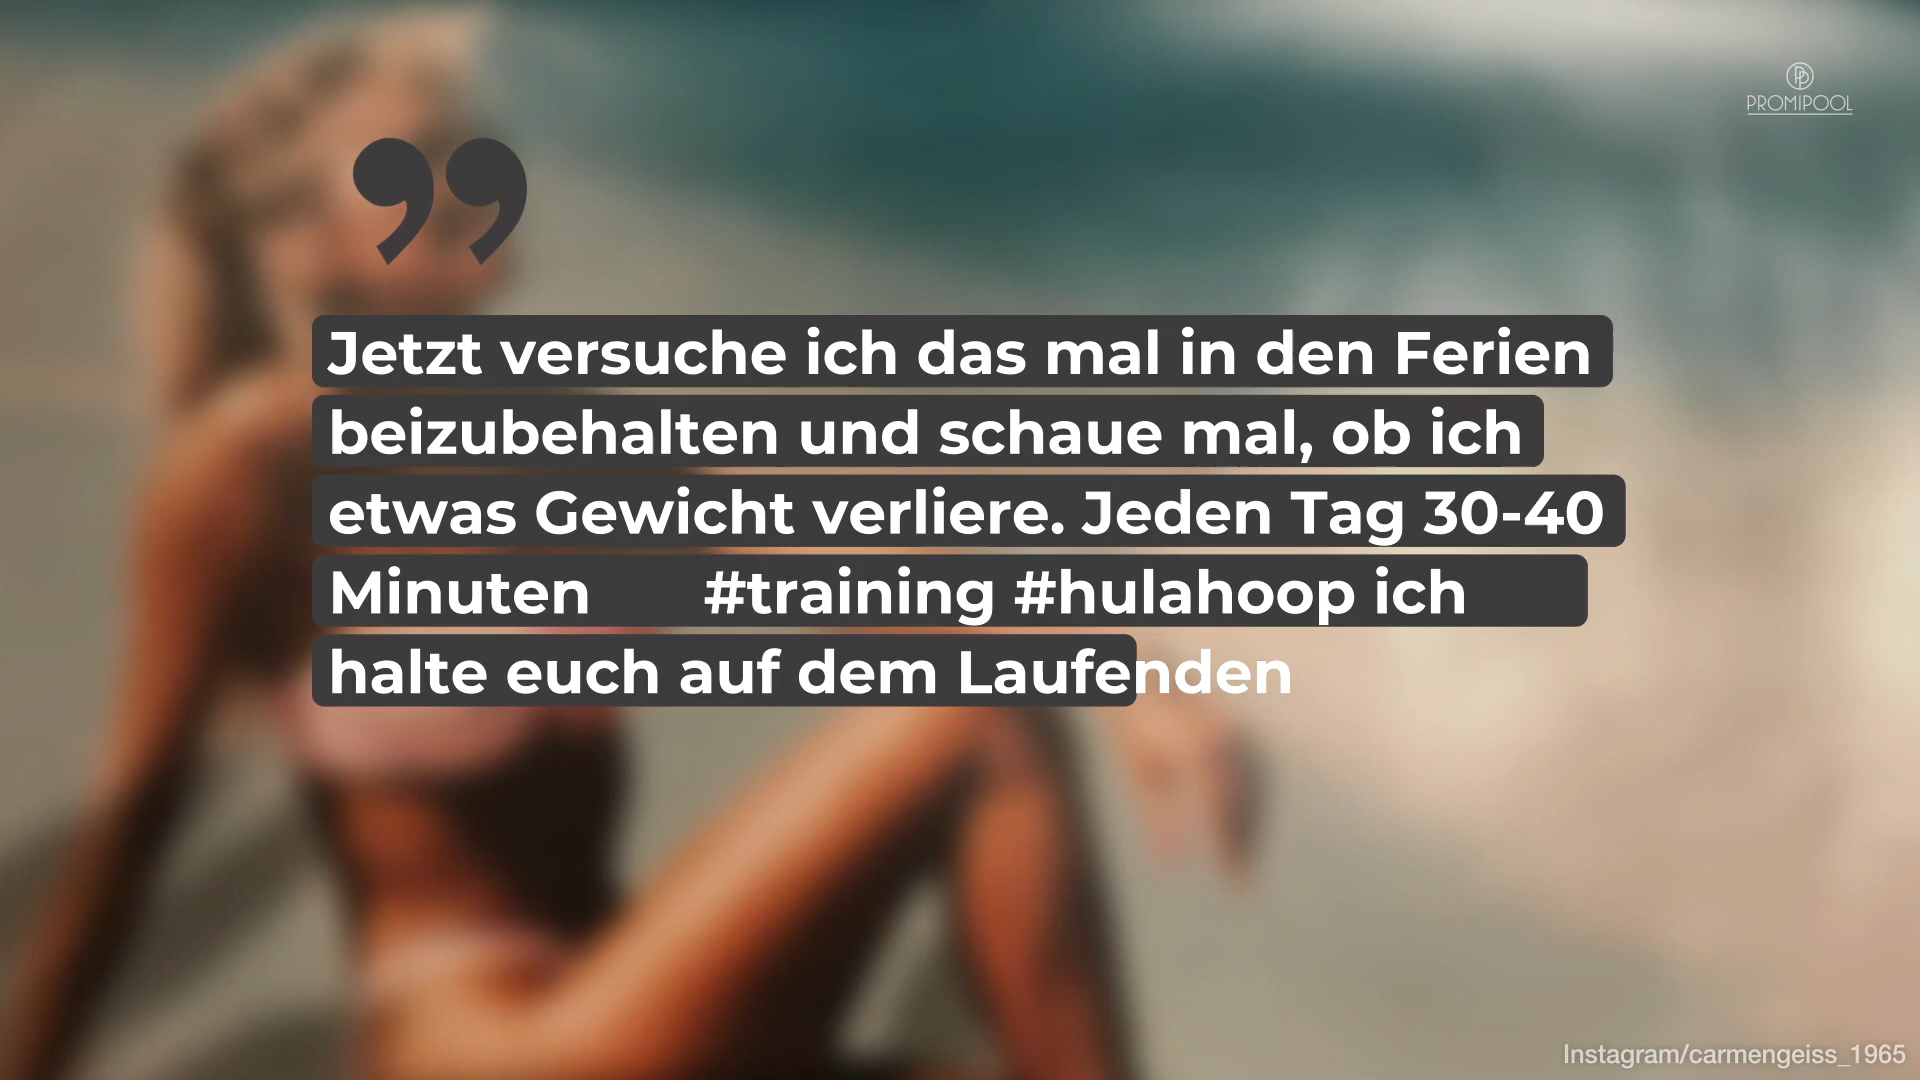 PROMIPOOL
Jetzt versuche ich das mal in den Ferien
beizubehalten und schaue mal, ob ich
etwas Gewicht verliere. Jeden Tag 30-40
Minuten #training #hulahoop ich
halte euch auf dem Laufenden
Instagram/carmengeiss_1965